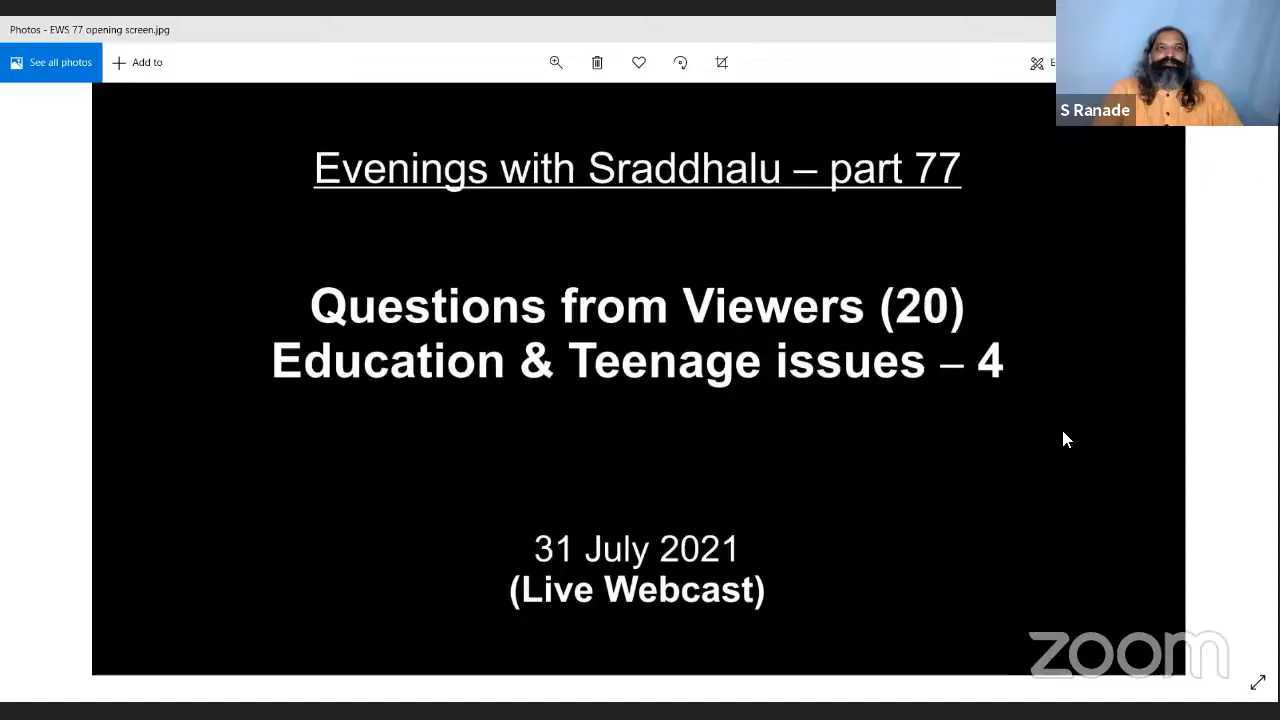 Photos - EWS 77 opening screen.jpg
See all photos
Add to
E
S Ranade
Evenings with Sraddhalu – part 77
Questions from Viewers (20)
Education & Teenage issues – 4
31 July 2021
(Live Webcast)
zoom